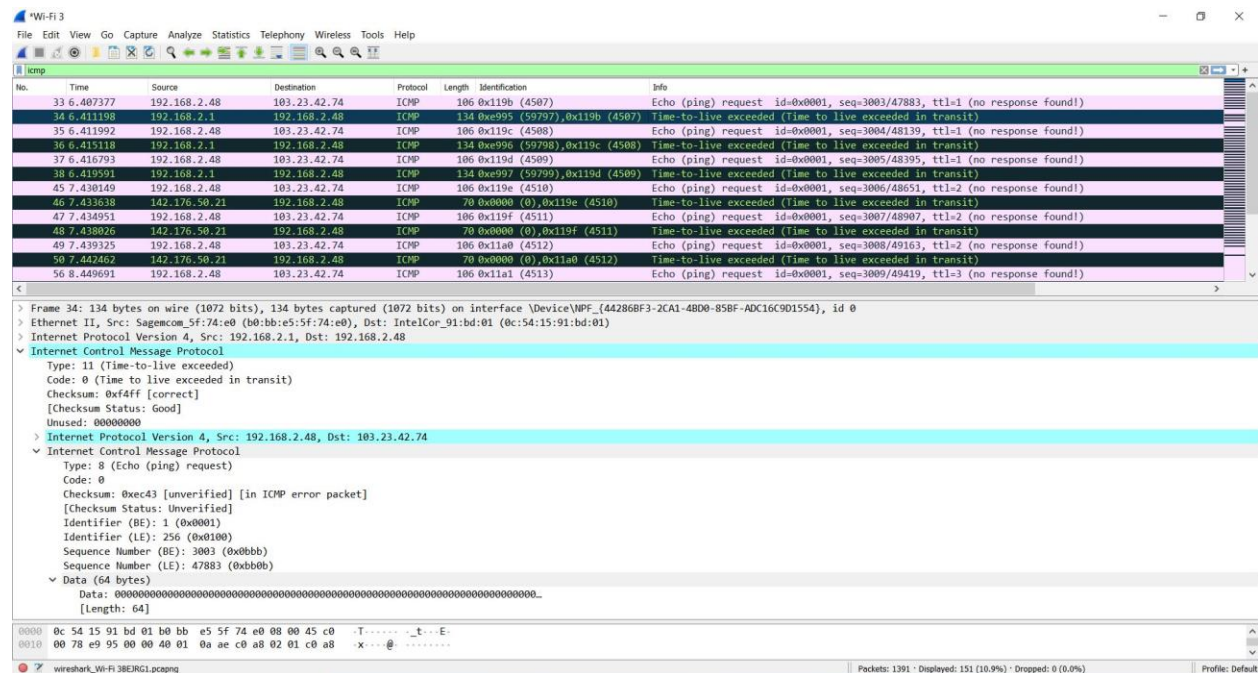 *Wi-Fi 3
File Edit View Go Capture Analyze Statistics Telephony Wireless Tools Help
icmp
No. Time Source Destination Protocol Length Identification Info
33 6.407377 192.168.2.48 103.23.42.74 ICMP 106 0x119b (4507) Echo (ping) request id=0x0001, seq=3003/47883, ttl=1 (no response found!)
34 6.411198 192.168.2.1 192.168.2.48 ICMP 134 0xe995 (59797),0x119b (4507) Time-to-live exceeded (Time to live exceeded in transit)
35 6.411992 192.168.2.48 103.23.42.74 ICMP 106 0x119c (4508) Echo (ping) request id=0x0001, seq=3004/48139, ttl=1 (no response found!)
36 6.415118 192.168.2.1 192.168.2.48 ICMP 134 0xe996 (59798),0x119c (4508) Time-to-live exceeded (Time to live exceeded in transit)
37 6.416793 192.168.2.48 103.23.42.74 ICMP 106 0x119d (4509) Echo (ping) request id=0x0001, seq=3005/48395, ttl=1 (no response found!)
38 6.419591 192.168.2.1 192.168.2.48 ICMP 134 0xe997 (59799),0x119d (4509) Time-to-live exceeded (Time to live exceeded in transit)
45 7.430149 192.168.2.48 103.23.42.74 ICMP 106 0x119e (4510) Echo (ping) request id=0x0001, seq=3006/48651, ttl=2 (no response found!)
46 7.433638 142.176.50.21 192.168.2.48 ICMP 70 0x0000 (0),0x119e (4510) Time-to-live exceeded (Time to live exceeded in transit)
47 7.434951 192.168.2.48 103.23.42.74 ICMP 106 0x119f (4511) Echo (ping) request id=0x0001, seq=3007/48907, ttl=2 (no response found!)
48 7.438026 142.176.50.21 192.168.2.48 ICMP 70 0x0000 (0),0x119f (4511) Time-to-live exceeded (Time to live exceeded in transit)
49 7.439325 192.168.2.48 103.23.42.74 ICMP 106 0x11a0 (4512) Echo (ping) request id=0x0001, seq=3008/49163, ttl=2 (no response found!)
50 7.442462 142.176.50.21 192.168.2.48 ICMP 70 0x0000 (0),0x11a0 (4512) Time-to-live exceeded (Time to live exceeded in transit)
56 8.449691 192.168.2.48 103.23.42.74 ICMP 106 0x11a1 (4513) Echo (ping) request id=0x0001, seq=3009/49419, ttl=3 (no response found!)
Frame 34: 134 bytes on wire (1072 bits), 134 bytes captured (1072 bits) on interface \Device\NPF_{44286BF3-2CA1-4BD0-85BF-ADC16C9D1554}, id 0
Ethernet II, Src: Sagemcom_5f:74:e0 (b0:bb:e5:5f:74:e0), Dst: IntelCor_91:bd:01 (0c:54:15:91:bd:01)
Internet Protocol Version 4, Src: 192.168.2.1, Dst: 192.168.2.48
Internet Control Message Protocol
Type: 11 (Time-to-live exceeded)
Code: 0 (Time to live exceeded in transit)
Checksum: 0xf4ff [correct]
[Checksum Status: Good]
Unused: 00000000
Internet Protocol Version 4, Src: 192.168.2.48, Dst: 103.23.42.74
Internet Control Message Protocol
Type: 8 (Echo (ping) request)
Code: 0
Checksum: 0xec43 [unverified] [in ICMP error packet]
[Checksum Status: Unverified]
Identifier (BE): 1 (0x0001)
Identifier (LE): 256 (0x0100)
Sequence Number (BE): 3003 (0x0bbb)
Sequence Number (LE): 47883 (0xbb0b)
Data (64 bytes)
Data: 000000000000000000000000000000000000000000000000000000000000000000000000…
[Length: 64]
0000 0c 54 15 91 bd 01 b0 bb e5 5f 74 e0 08 00 45 c0 ·T······ ·_t···E·
0010 00 78 e9 95 00 00 40 01 0a ae c0 a8 02 01 c0 a8 ·x····@· ········
wireshark_Wi-Fi 38EJRG1.pcapng Packets: 1391 · Displayed: 151 (10.9%) · Dropped: 0 (0.0%) Profile: Default